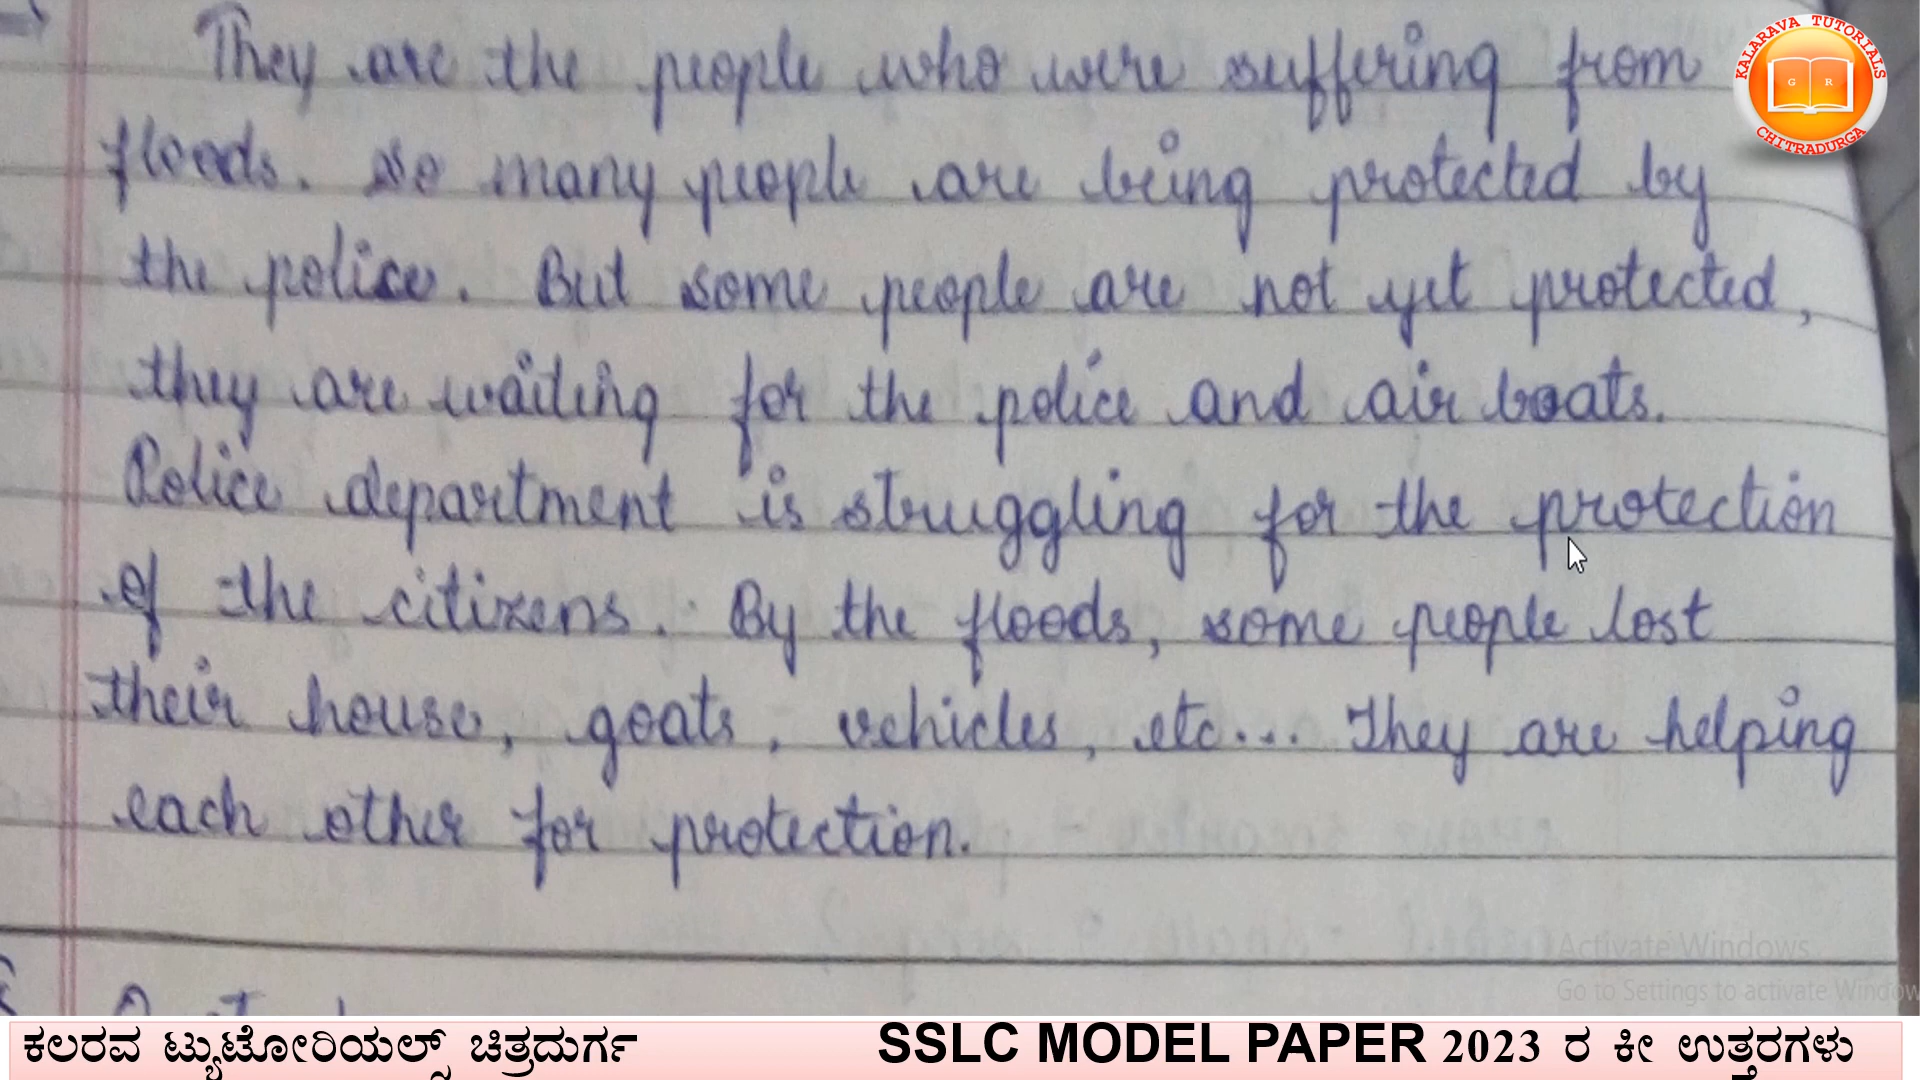 KALARAVA TUTORIALS
G R
CHITRADURGA
They are the people who were suffering from
floods. So many people are being protected by
the police. But some people are not yet protected,
they are waiting for the police and air boats.
Police department is struggling for the protection
of the citizens. By the floods, some people lost
their house, goats, vehicles, etc... They are helping
each other for protection.
Activate Windows
Go to Settings to activate Window
ಕಲರವ ಟ್ಯುಟೋರಿಯಲ್ಸ್ ಚಿತ್ರದುರ್ಗ
SSLC MODEL PAPER 2023 ರ ಕೀ ಉತ್ತರಗಳು